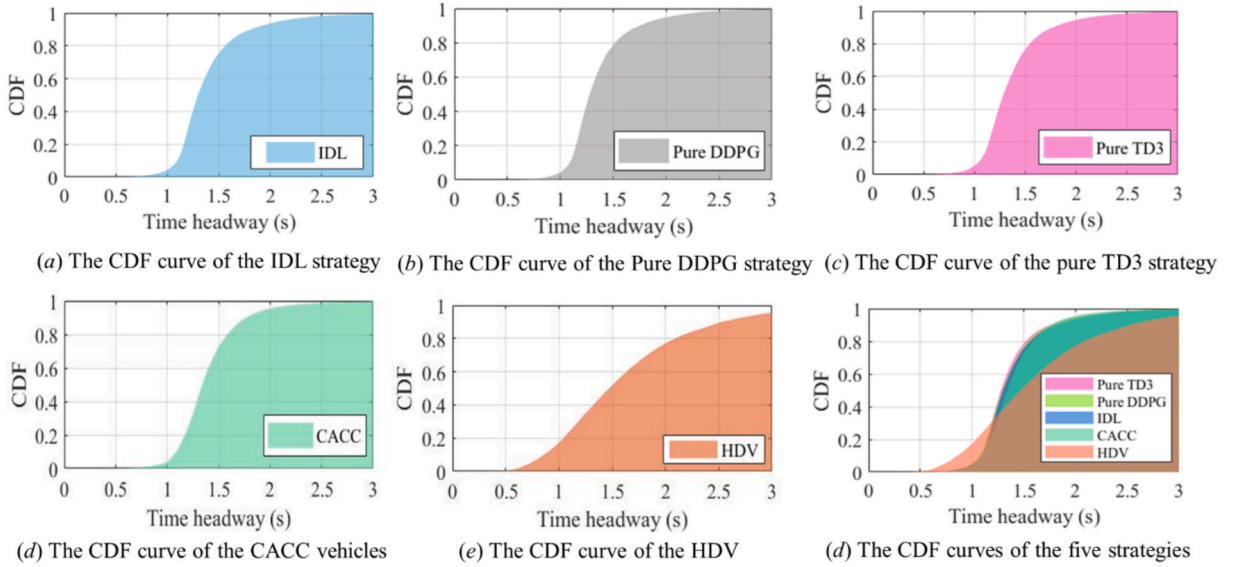 1
0.8
0.6
0.4
0.2
0
CDF
IDL
0 0.5 1 1.5 2 2.5 3
Time headway (s)
(a) The CDF curve of the IDL strategy
1
0.8
0.6
0.4
0.2
0
CDF
Pure DDPG
0 0.5 1 1.5 2 2.5 3
Time headway (s)
(b) The CDF curve of the Pure DDPG strategy
1
0.8
0.6
0.4
0.2
0
CDF
Pure TD3
0 0.5 1 1.5 2 2.5 3
Time headway (s)
(c) The CDF curve of the pure TD3 strategy
1
0.8
0.6
0.4
0.2
0
CDF
CACC
0 0.5 1 1.5 2 2.5 3
Time headway (s)
(d) The CDF curve of the CACC vehicles
1
0.8
0.6
0.4
0.2
0
CDF
HDV
0 0.5 1 1.5 2 2.5 3
Time headway (s)
(e) The CDF curve of the HDV
1
0.8
0.6
0.4
0.2
0
CDF
Pure TD3
Pure DDPG
IDL
CACC
HDV
0 0.5 1 1.5 2 2.5 3
Time headway (s)
(d) The CDF curves of the five strategies